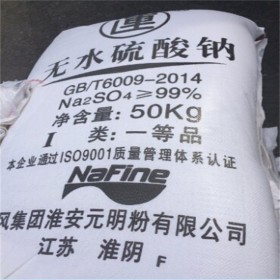 无水硫酸钠
GB/T6009-2014
Na2SO4≥99%
净含量:50Kg
I 类:一等品
本企业通过ISO9001质量管理体系认证
NaFine
风集团淮安元明粉有限公司
江苏 淮阴 F